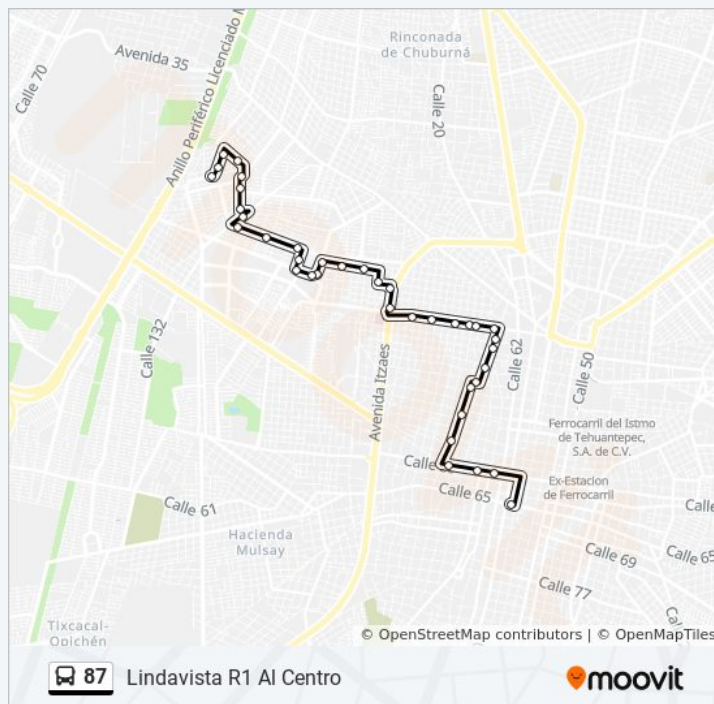 Rinconada
de Chuburná
Avenida 35
Calle 70
Anillo Periférico Licenciado M
Calle 20
Calle 132
Avenida Itzaes
Calle 62
Calle 50
Ferrocarril del Istmo
de Tehuantepec,
S.A. de C.V.
Calle
Calle 65
Ex-Estacion
de Ferrocarril
Calle 61
Calle
Hacienda
Mulsay
Calle 69
Calle 65
Calle 77
Tixcacal-
Opichén
Calle
© OpenStreetMap contributors | © OpenMapTiles
87 Lindavista R1 Al Centro
moovit